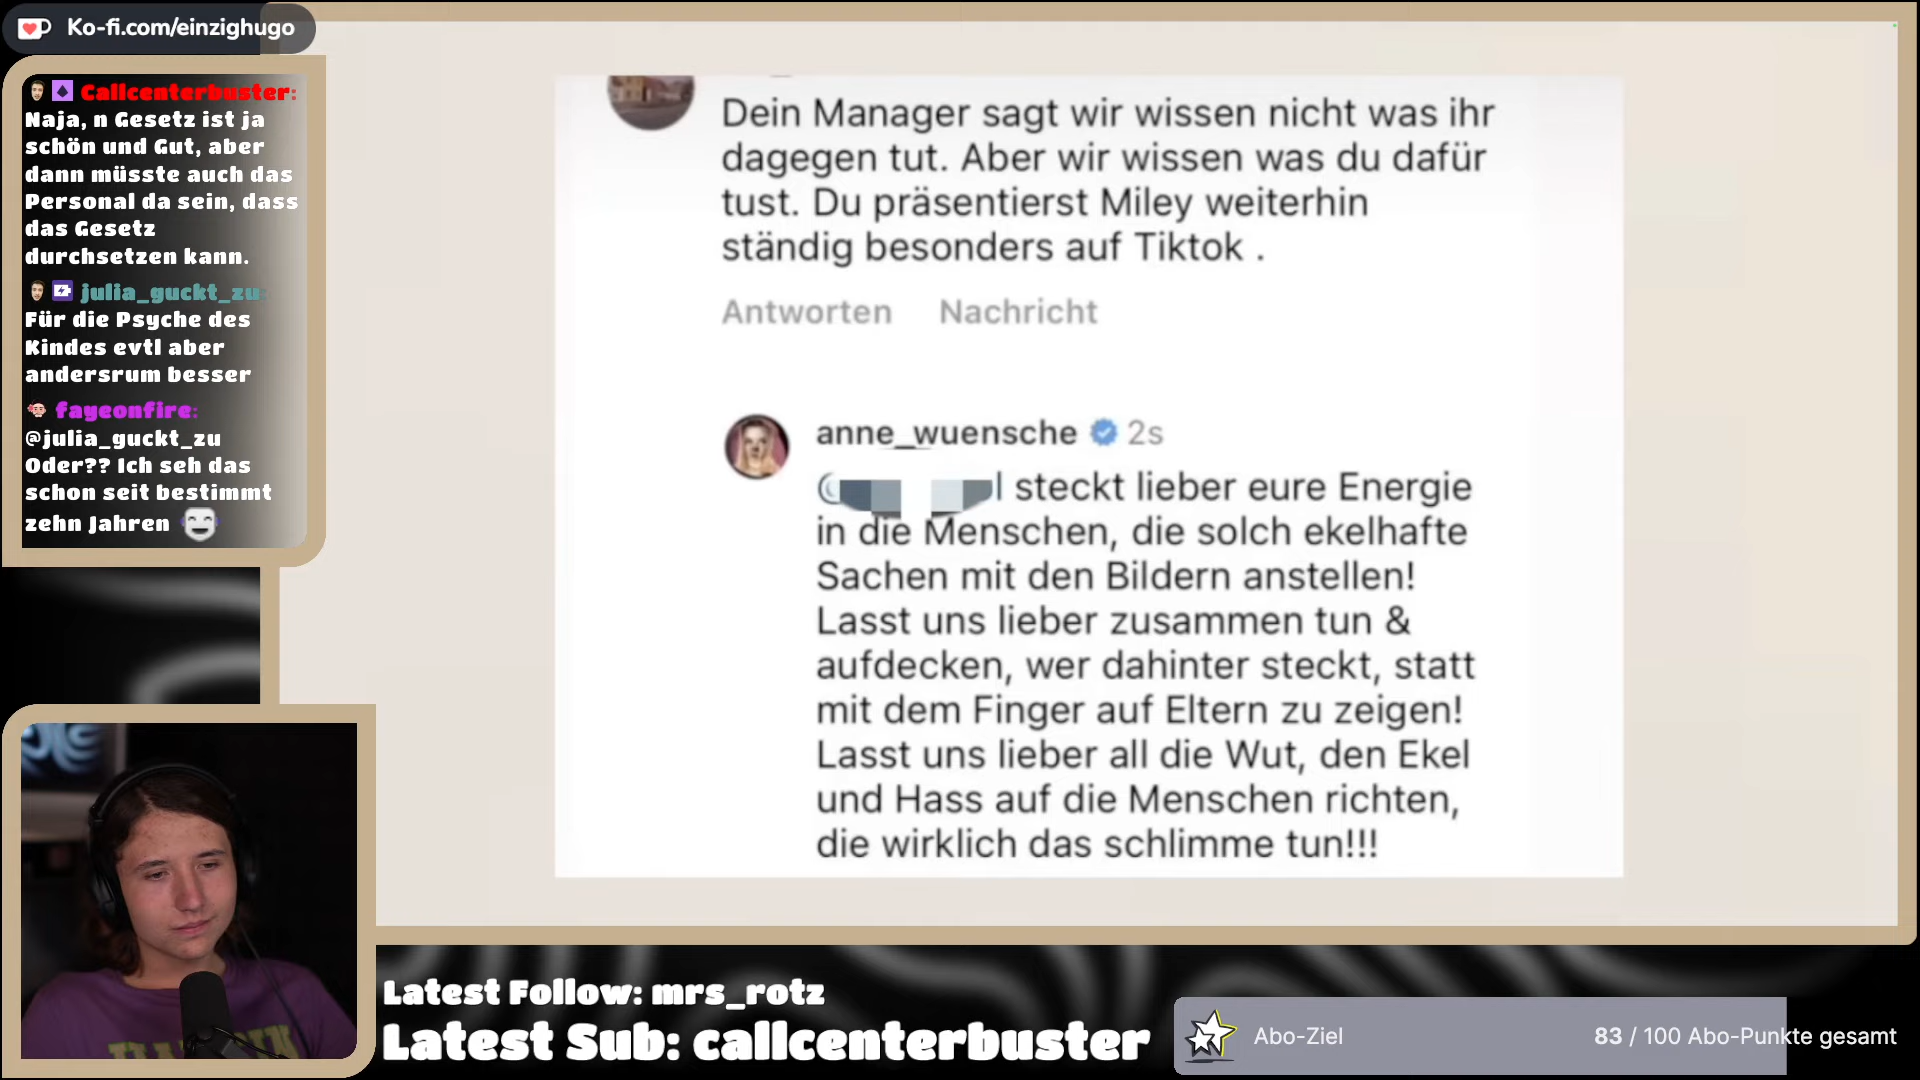 Ko-fi.com/einzighugo
Callcenterbuster:
Naja, n Gesetz ist ja
schön und Gut, aber
dann müsste auch das
Personal da sein, dass
das Gesetz
durchsetzen kann.
julia_guckt_zu:
Für die Psyche des
Kindes evtl aber
andersrum besser
fayeonfire:
@julia_guckt_zu
Oder?? Ich seh das
schon seit bestimmt
zehn Jahren
Dein Manager sagt wir wissen nicht was ihr
dagegen tut. Aber wir wissen was du dafür
tust. Du präsentierst Miley weiterhin
ständig besonders auf Tiktok .
Antworten Nachricht
anne_wuensche 2s
steckt lieber eure Energie
in die Menschen, die solch ekelhafte
Sachen mit den Bildern anstellen!
Lasst uns lieber zusammen tun &
aufdecken, wer dahinter steckt, statt
mit dem Finger auf Eltern zu zeigen!
Lasst uns lieber all die Wut, den Ekel
und Hass auf die Menschen richten,
die wirklich das schlimme tun!!!
Latest Follow: mrs_rotz
Latest Sub: callcenterbuster
Abo-Ziel 83 / 100 Abo-Punkte gesamt